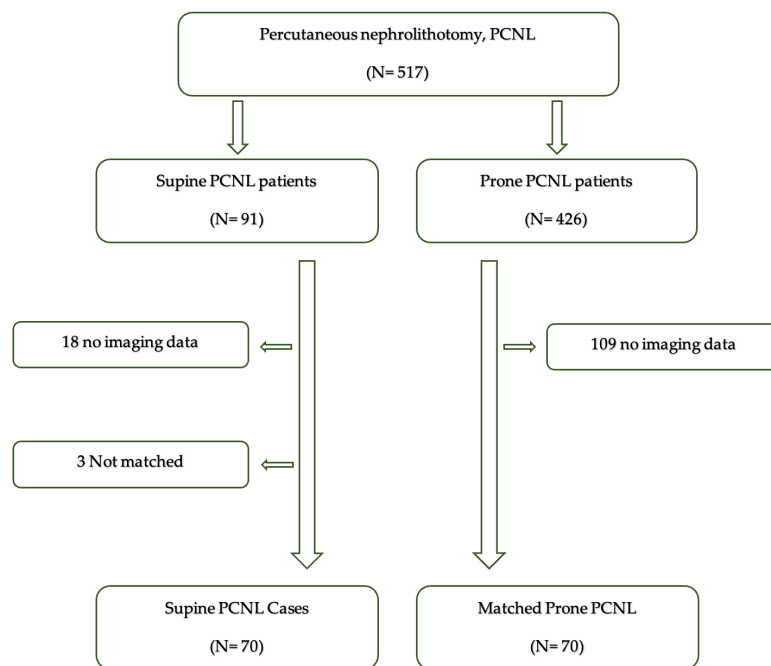 Percutaneous nephrolithotomy, PCNL
(N= 517)
Supine PCNL patients
(N= 91)
Prone PCNL patients
(N= 426)
18 no imaging data
109 no imaging data
3 Not matched
Supine PCNL Cases
(N= 70)
Matched Prone PCNL
(N= 70)